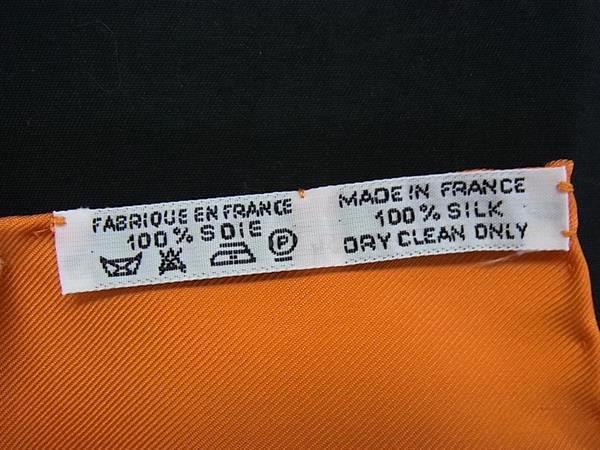 FABRIQUE EN FRANCE
100% SOIE
P
MADE IN FRANCE
100% SILK
DRY CLEAN ONLY